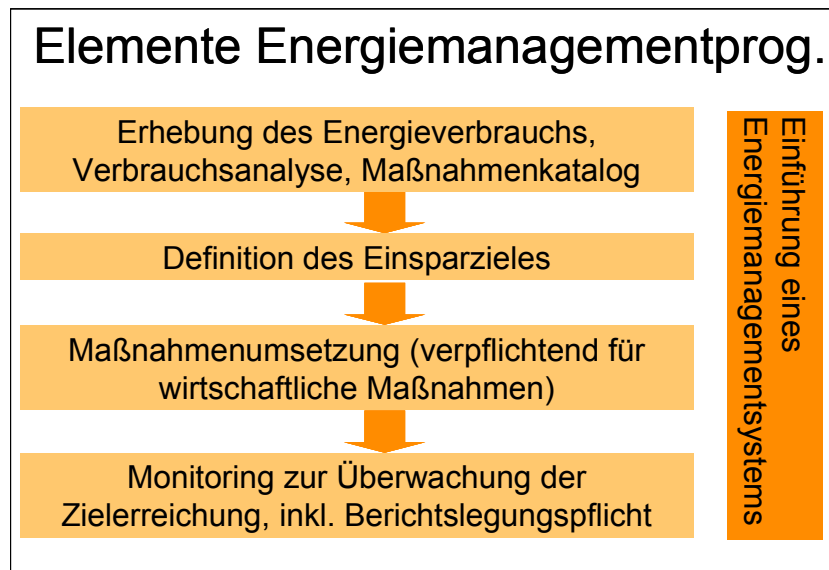 Elemente Energiemanagementprog.
Erhebung des Energieverbrauchs,
Verbrauchsanalyse, Maßnahmenkatalog
Definition des Einsparzieles
Maßnahmenumsetzung (verpflichtend für
wirtschaftliche Maßnahmen)
Monitoring zur Überwachung der
Zielerreichung, inkl. Berichtslegungspflicht
Einführung eines
Energiemanagementsystems